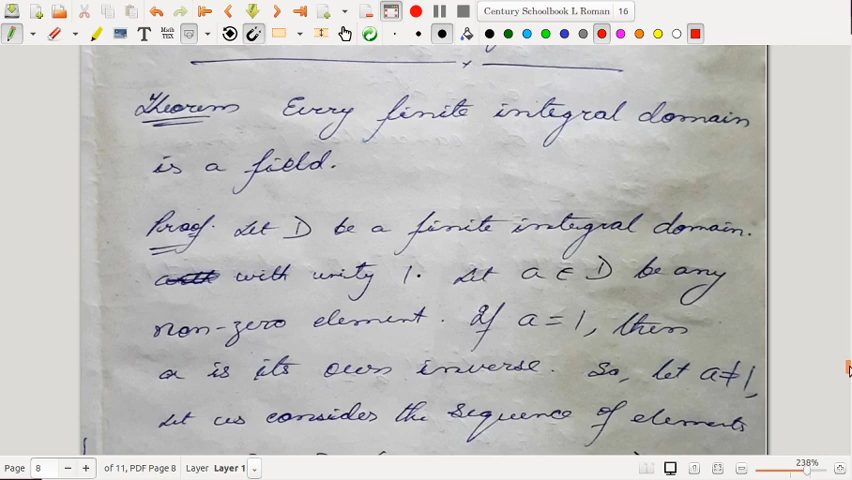 Century Schoolbook L Roman 16
Theorem Every finite integral domain
is a field.
Proof. Let D be a finite integral domain.
with unity 1. Let a ∈ D be any
non-zero element. If a = 1, then
a is its own inverse. So, let a ≠ 1,
Let us consider the sequence of elements
Page 8 of 11, PDF Page 8 Layer Layer 1 238%